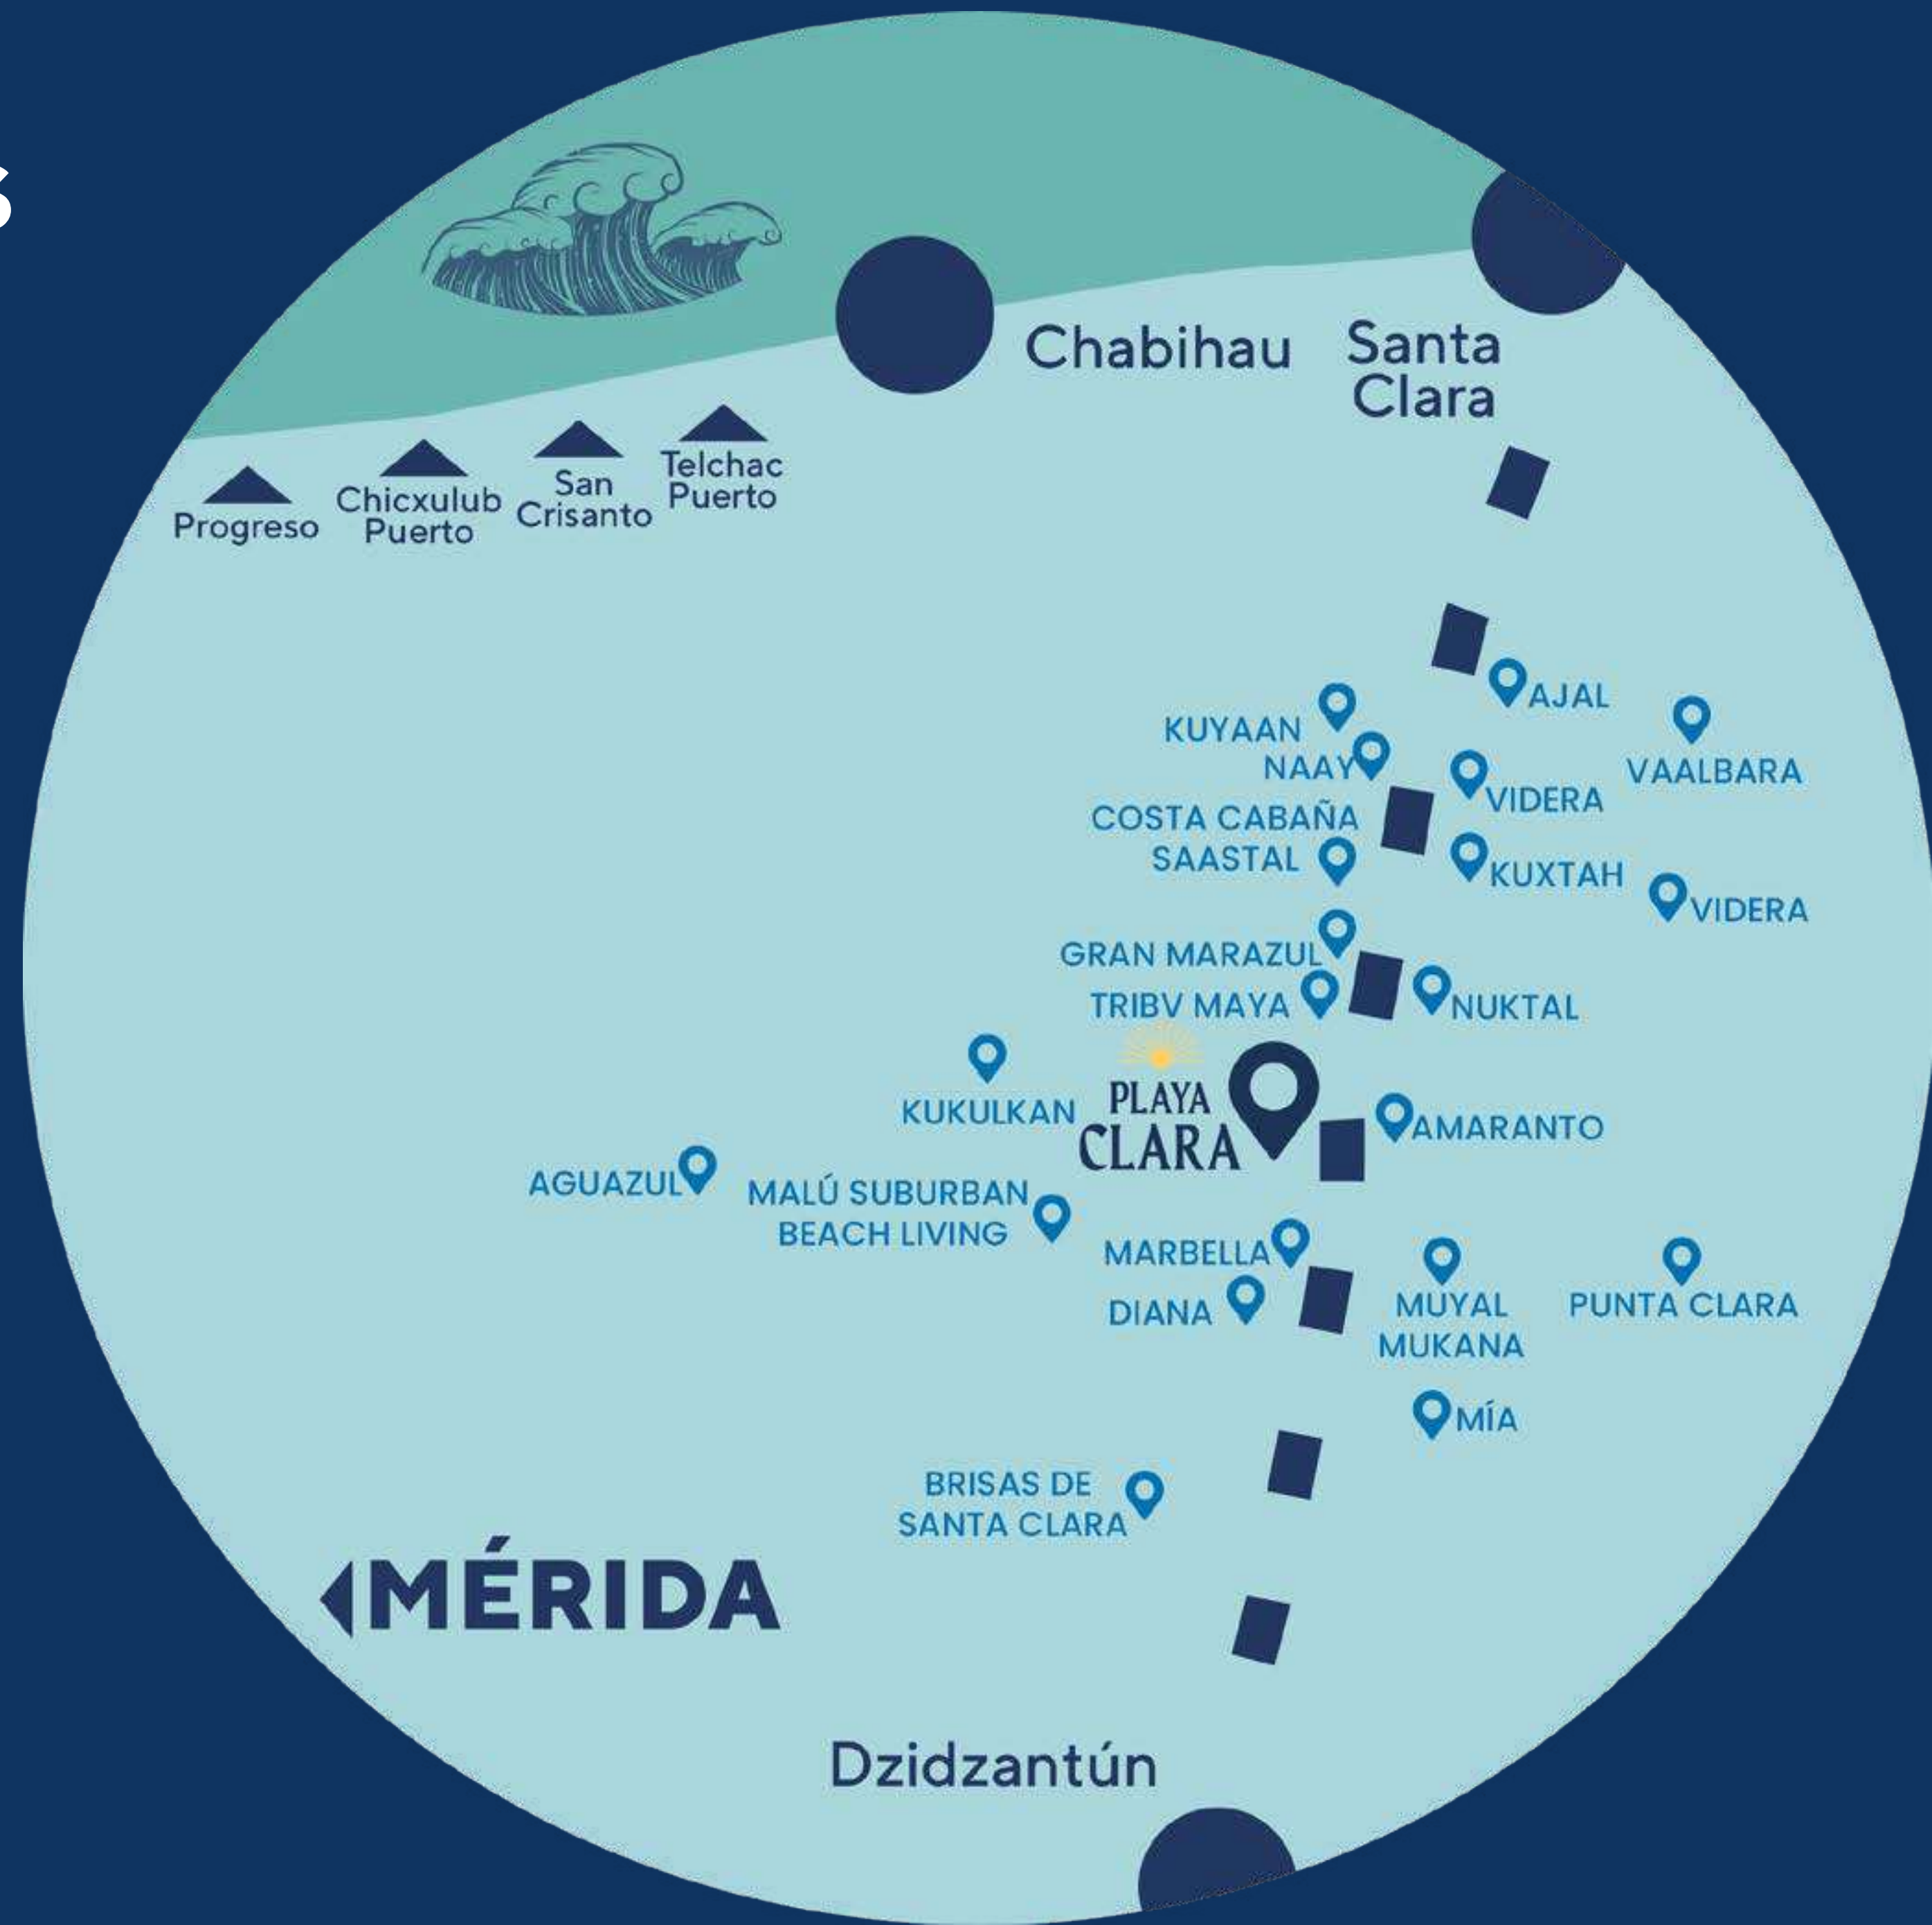 s
Chabihau
Santa
Clara
Telchac
Puerto
San
Crisanto
Chicxulub
Puerto
Progreso
AJAL
KUYAAN
NAAY
VAALBARA
VIDERA
COSTA CABAÑA
SAASTAL
KUXTAH
VIDERA
GRAN MARAZUL
TRIBV MAYA
NUKTAL
KUKULKAN
PLAYA
CLARA
AMARANTO
AGUAZUL
MALÚ SUBURBAN
BEACH LIVING
MARBELLA
DIANA
MUYAL
MUKANA
PUNTA CLARA
MÍA
BRISAS DE
SANTA CLARA
MÉRIDA
Dzidzantún